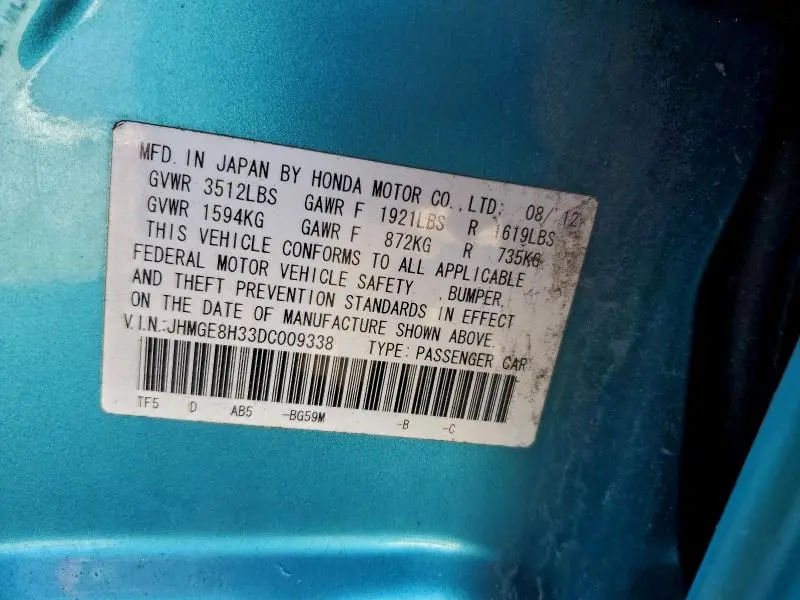 MFD. IN JAPAN BY HONDA MOTOR CO.,LTD; 08/12
GVWR 3512LBS GAWR F 1921LBS R 1619LBS
GVWR 1594KG GAWR F 872KG R 735KG
THIS VEHICLE CONFORMS TO ALL APPLICABLE
FEDERAL MOTOR VEHICLE SAFETY , BUMPER,
AND THEFT PREVENTION STANDARDS IN EFFECT
ON THE DATE OF MANUFACTURE SHOWN ABOVE.
V.I.N.:JHMGE8H33DC009338 TYPE: PASSENGER CAR
TF5 D AB5 -BG59M -B -C